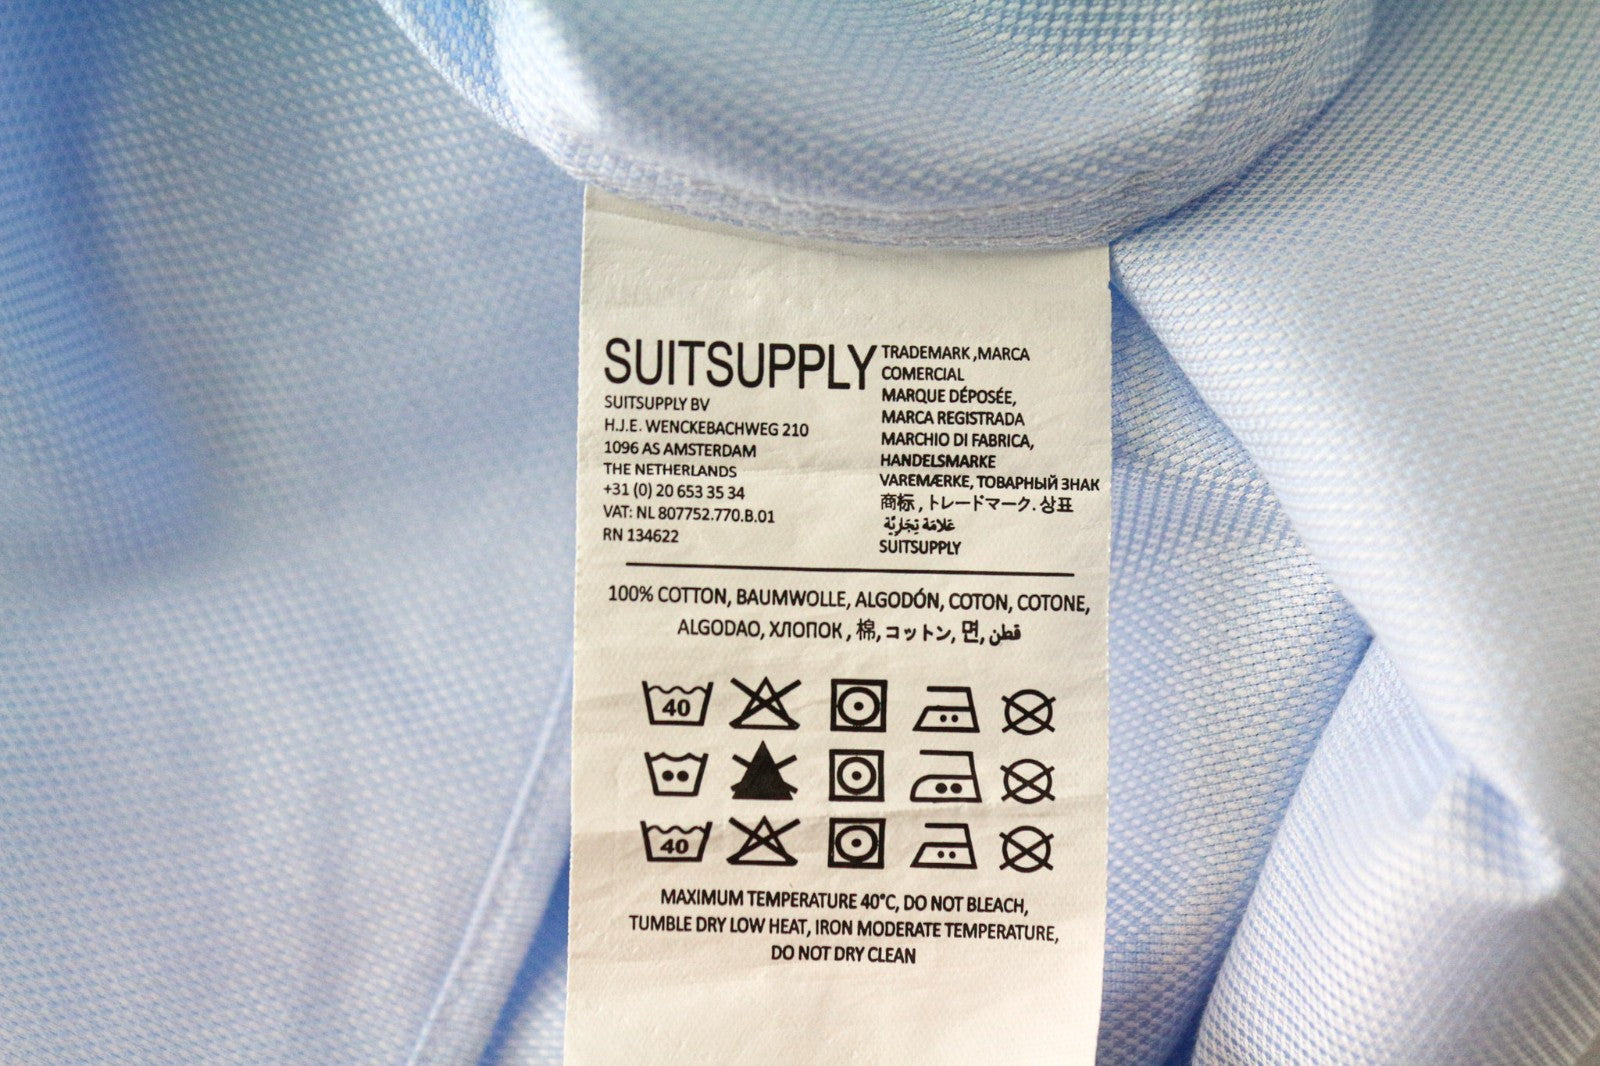 SUITSUPPLY
SUITSUPPLY BV
H.J.E. WENCKEBACHWEG 210
1096 AS AMSTERDAM
THE NETHERLANDS
+31 (0) 20 653 35 34
VAT: NL 807752.770.B.01
RN 134622
TRADEMARK ,MARCA
COMERCIAL
MARQUE DÉPOSÉE,
MARCA REGISTRADA
MARCHIO DI FABRICA,
HANDELSMARKE
VAREMÆRKE, ТОВАРНЫЙ ЗНАК
商标 , トレードマーク. 상표
عَلامَة تِجَارِيَّة
SUITSUPPLY
100% COTTON, BAUMWOLLE, ALGODÓN, COTON, COTONE,
ALGODAO, ХЛОПОК , 棉, コットン, 면, قطن
40
40
MAXIMUM TEMPERATURE 40°C, DO NOT BLEACH,
TUMBLE DRY LOW HEAT, IRON MODERATE TEMPERATURE,
DO NOT DRY CLEAN